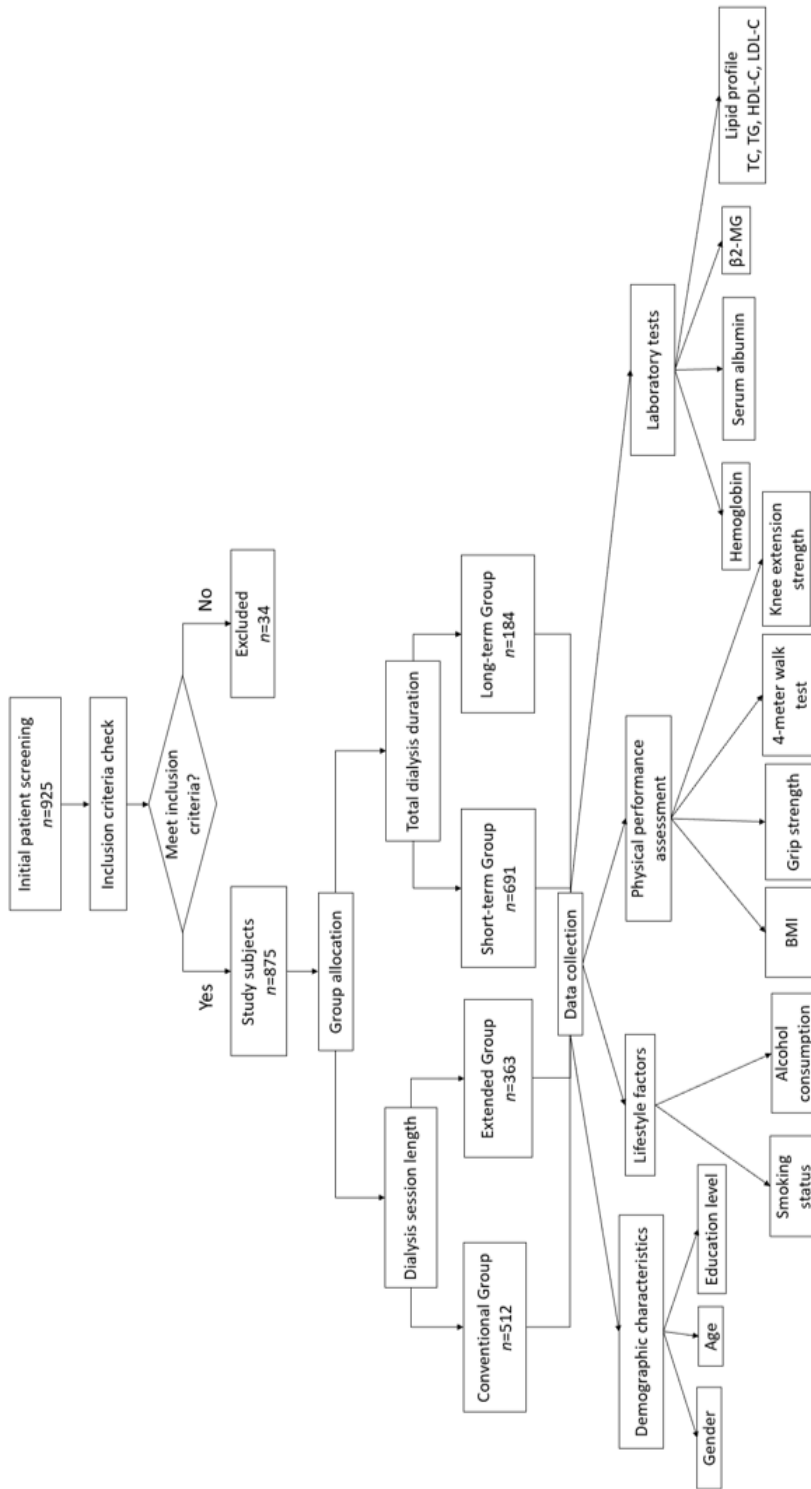 Initial patient screening
n=925
Inclusion criteria check
Meet inclusion
criteria?
Yes
No
Study subjects
n=875
Excluded
n=34
Group allocation
Dialysis session length
Total dialysis duration
Conventional Group
n=512
Extended Group
n=363
Short-term Group
n=691
Long-term Group
n=184
Data collection
Demographic characteristics
Lifestyle factors
Physical performance
assessment
Laboratory tests
Gender
Age
Education level
Smoking
status
Alcohol
consumption
BMI
Grip strength
4-meter walk
test
Knee extension
strength
Hemoglobin
Serum albumin
β2-MG
Lipid profile
TC, TG, HDL-C, LDL-C